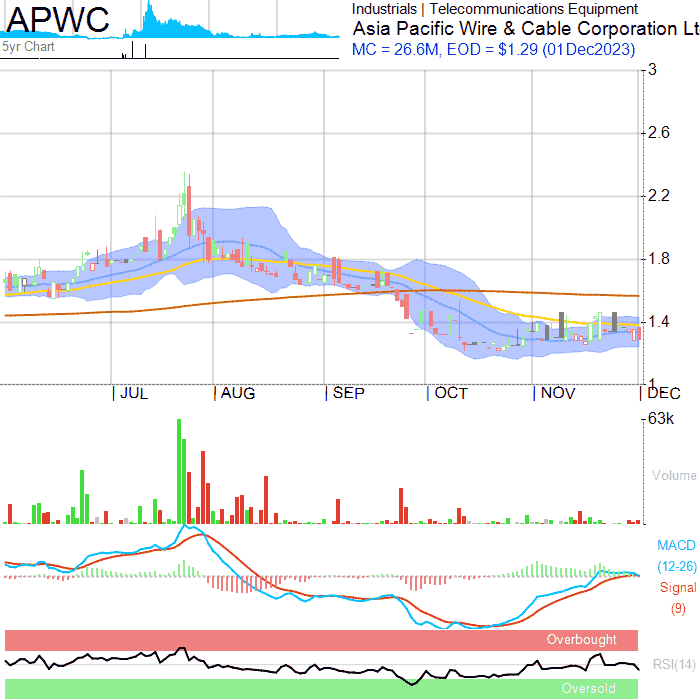 APWC
Industrials | Telecommunications Equipment
5yr Chart
Asia Pacific Wire & Cable Corporation Lt
MC = 26.6M, EOD = $1.29 (01Dec2023)
3
2.6
2.2
1.8
1.4
1
JUL AUG SEP OCT NOV DEC
63k
Volume
MACD
(12-26)
Signal
(9)
Overbought
RSI(14)
Oversold